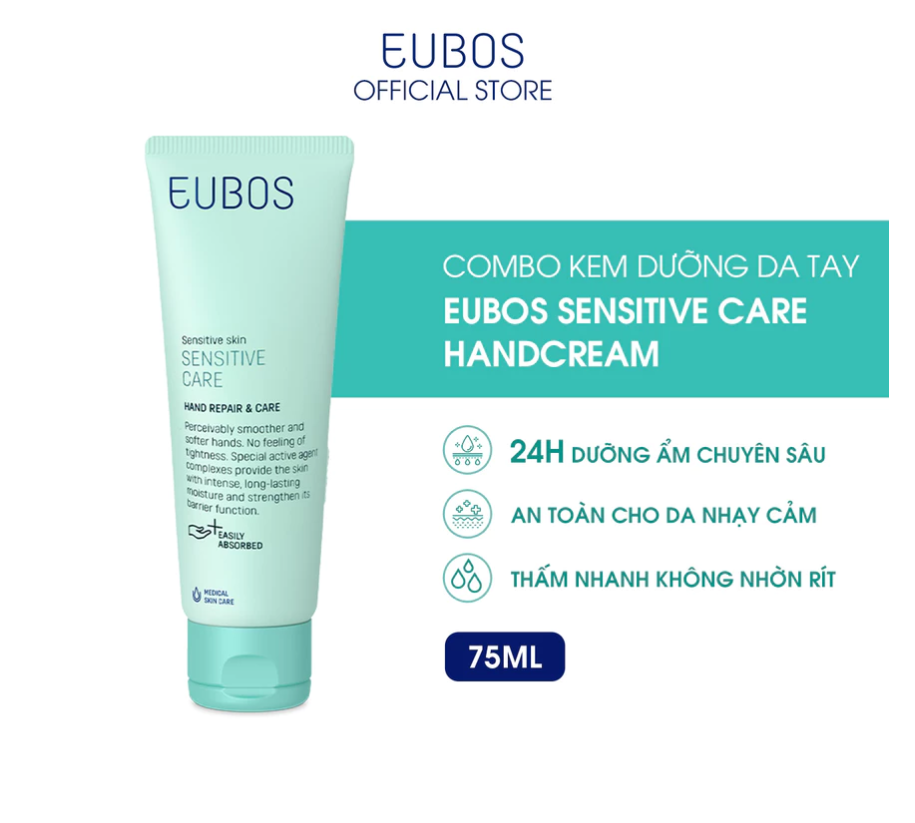 EUBOS
OFFICIAL STORE
EUBOS
Sensitive skin
SENSITIVE
CARE
HAND REPAIR & CARE
Perceivably smoother and
softer hands. No feeling of
tightness. Special active agent
complexes provide the skin
with intense, long-lasting
moisture and strengthen its
barrier function.
EASILY
ABSORBED
MEDICAL
SKIN CARE
COMBO KEM DƯỠNG DA TAY
EUBOS SENSITIVE CARE
HANDCREAM
24H DƯỠNG ẨM CHUYÊN SÂU
AN TOÀN CHO DA NHẠY CẢM
THẤM NHANH KHÔNG NHỜN RÍT
75ML